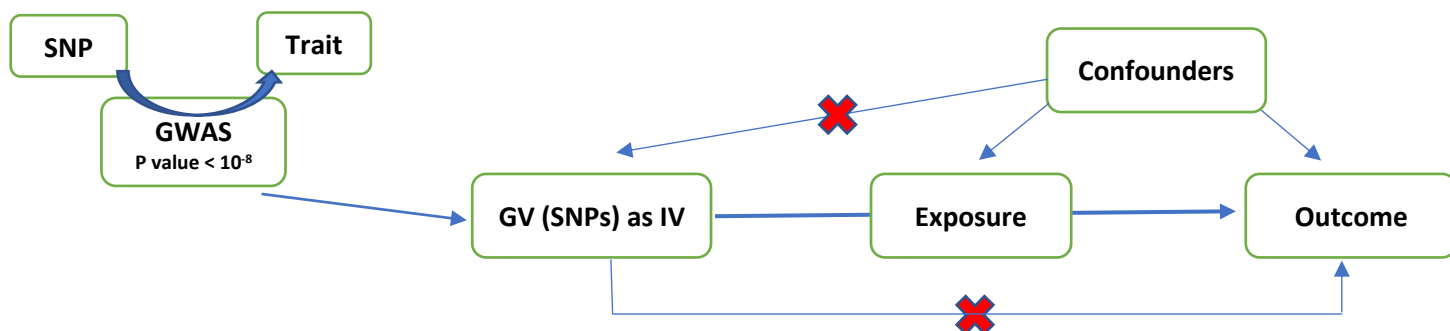 SNP
Trait
GWAS
P value < 10⁻⁸
Confounders
GV (SNPs) as IV
Exposure
Outcome